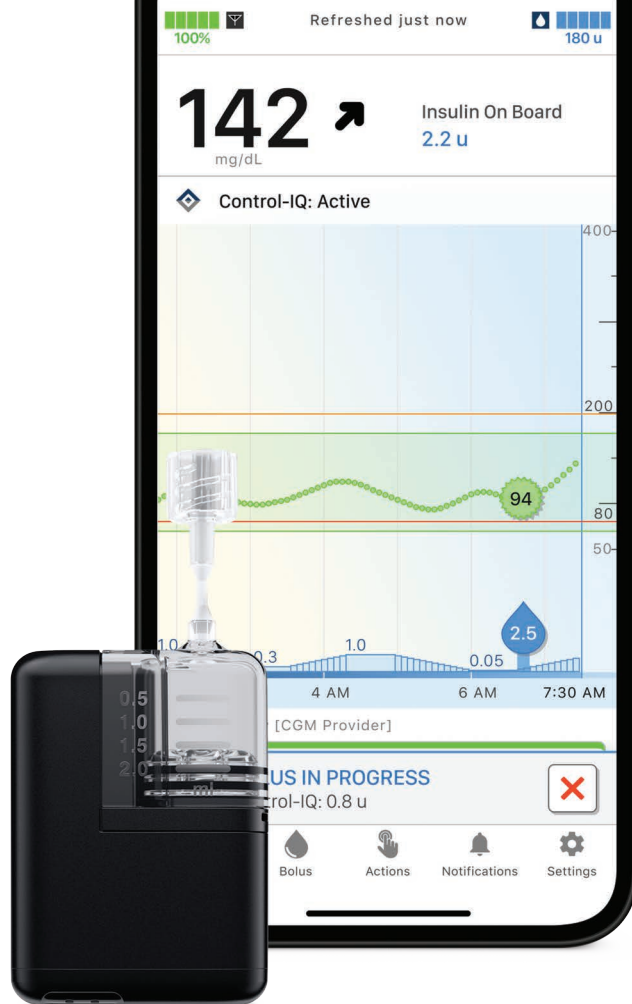 Refreshed just now
100%
180 u
142
mg/dL
Insulin On Board
2.2 u
Control-IQ: Active
400
200
94
80
50
2.5
1.0
0.3
1.0
0.05
4 AM
6 AM
7:30 AM
[CGM Provider]
US IN PROGRESS
rol-IQ: 0.8 u
Bolus
Actions
Notifications
Settings
0.5
1.0
1.5
2.0
ml